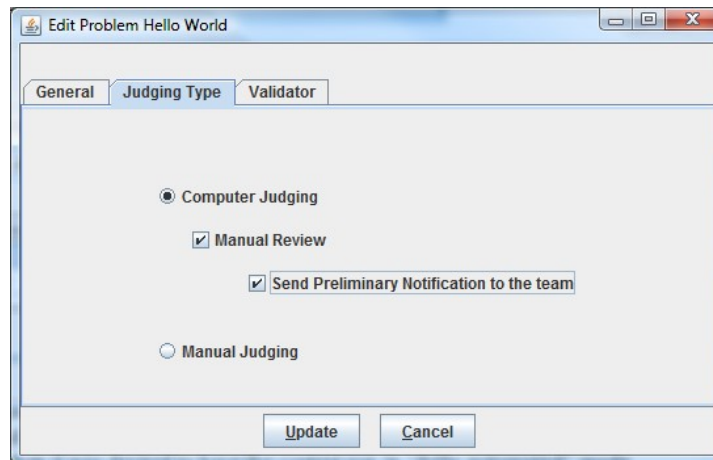 Edit Problem Hello World
General Judging Type Validator
Computer Judging
Manual Review
Send Preliminary Notification to the team
Manual Judging
Update Cancel